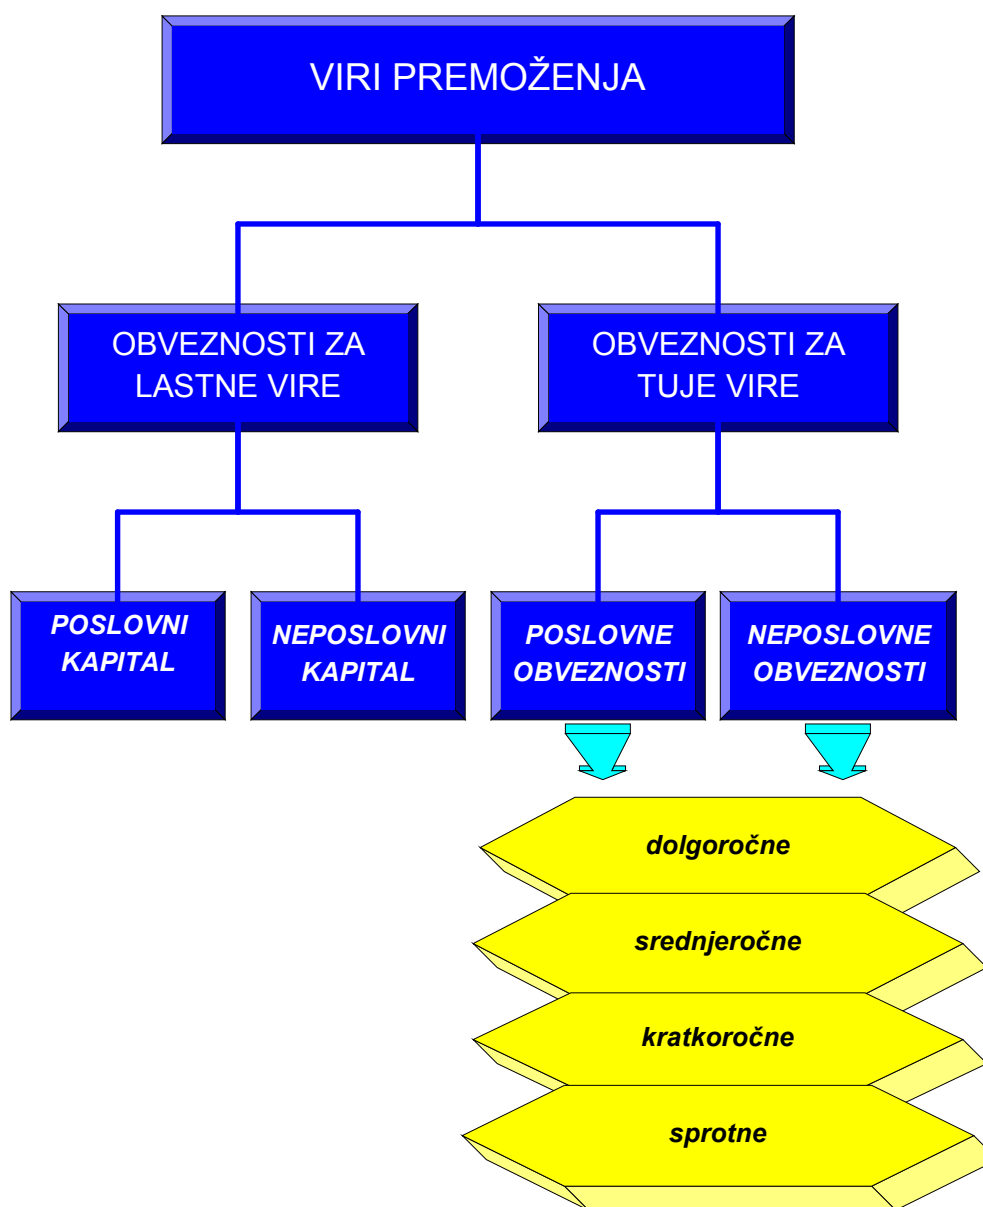 VIRI PREMOŽENJA
OBVEZNOSTI ZA
LASTNE VIRE
OBVEZNOSTI ZA
TUJE VIRE
POSLOVNI
KAPITAL
NEPOSLOVNI
KAPITAL
POSLOVNE
OBVEZNOSTI
NEPOSLOVNE
OBVEZNOSTI
dolgoročne
srednjeročne
kratkoročne
sprotne